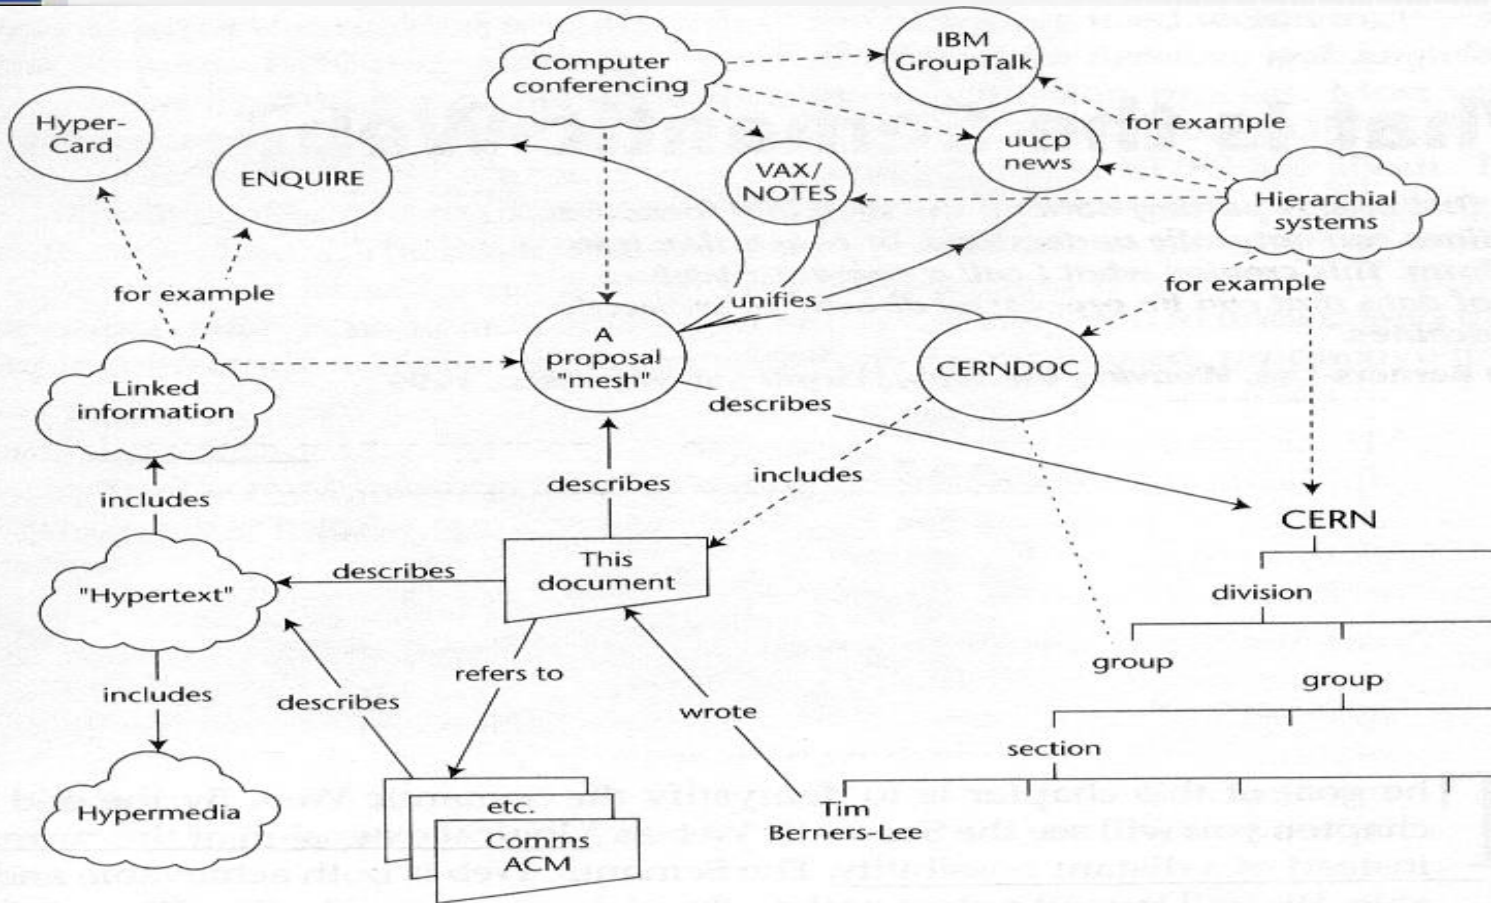 Computer
conferencing
IBM
GroupTalk
Hyper-
Card
ENQUIRE
VAX/
NOTES
uucp
news
for example
Hierarchial
systems
for example
for example
unifies
A
proposal
"mesh"
CERNDOC
Linked
information
describes
includes
includes
describes
CERN
This
document
describes
"Hypertext"
division
group
group
refers to
includes
describes
wrote
section
Hypermedia
etc.
Comms
ACM
Tim
Berners-Lee